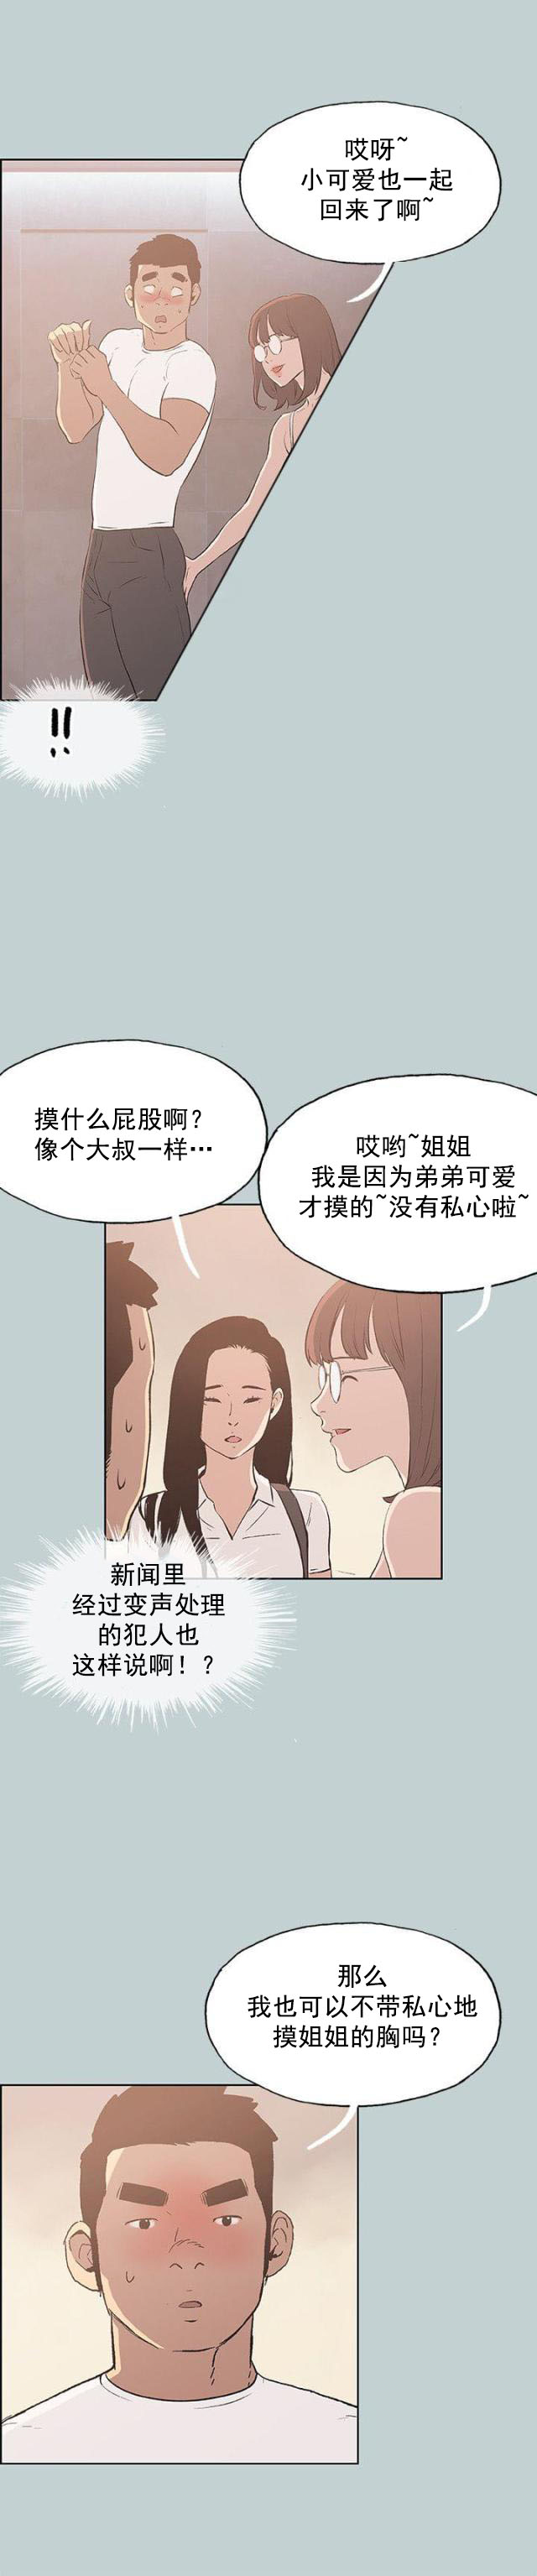 哎呀~
小可爱也一起
回来了啊~
!!
摸什么屁股啊?
像个大叔一样…
哎哟~姐姐
我是因为弟弟可爱
才摸的~没有私心啦~
新闻里
经过变声处理
的犯人也
这样说啊!?
那么
我也可以不带私心地
摸姐姐的胸吗?